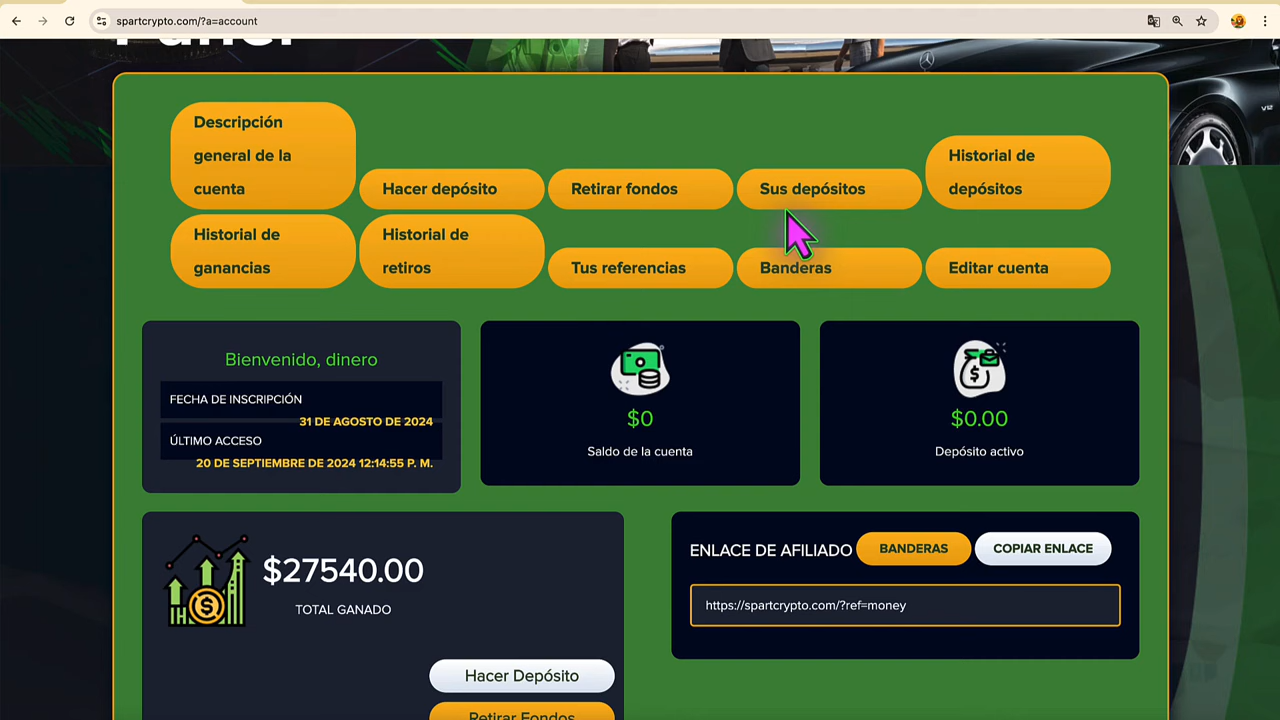 spartcrypto.com/?a=account
Panel
Descripción
general de la
cuenta
Hacer depósito
Retirar fondos
Sus depósitos
Historial de
depósitos
Historial de
ganancias
Historial de
retiros
Tus referencias
Banderas
Editar cuenta
Bienvenido, dinero
FECHA DE INSCRIPCIÓN
31 DE AGOSTO DE 2024
ÚLTIMO ACCESO
20 DE SEPTIEMBRE DE 2024 12:14:55 P. M.
$0
Saldo de la cuenta
$0.00
Depósito activo
$27540.00
TOTAL GANADO
Hacer Depósito
Retirar Fondos
ENLACE DE AFILIADO
BANDERAS
COPIAR ENLACE
https://spartcrypto.com/?ref=money